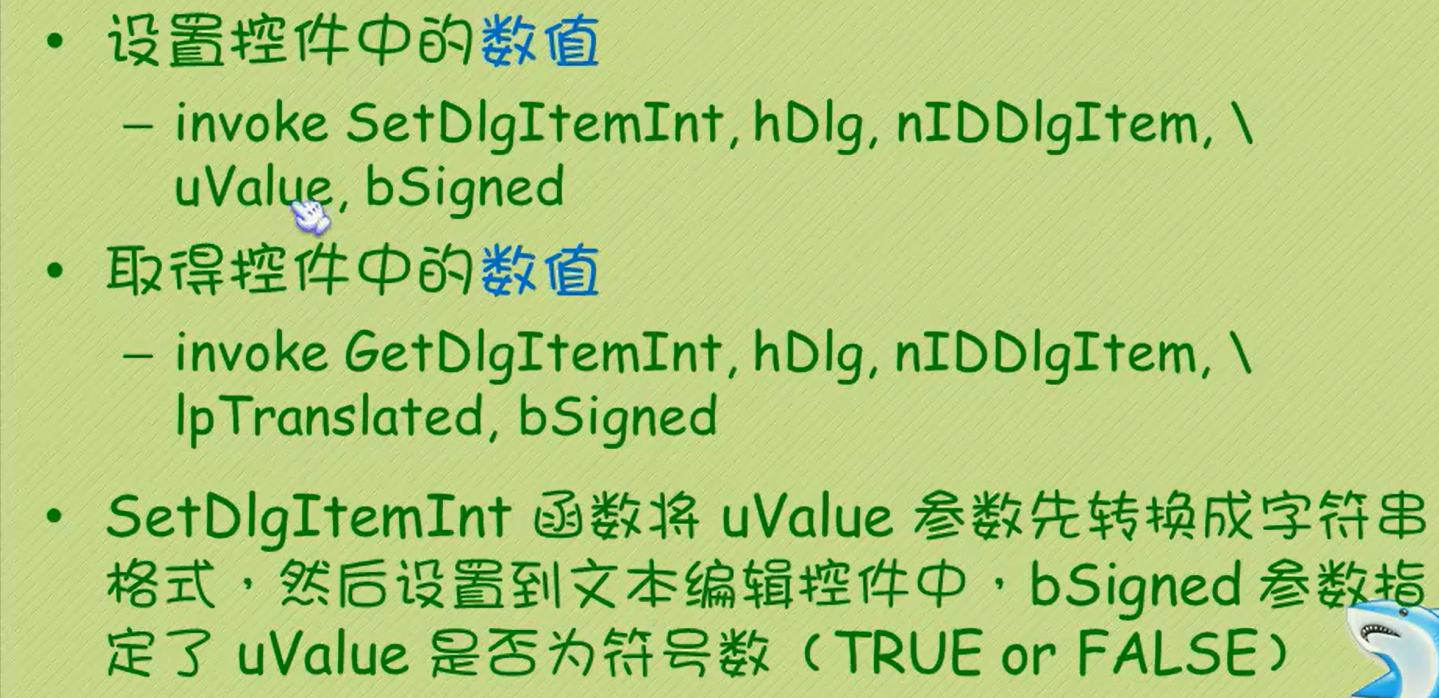 • 设置控件中的数值
– invoke SetDlgItemInt, hDlg, nIDDlgItem, \
uValue, bSigned
• 取得控件中的数值
– invoke GetDlgItemInt, hDlg, nIDDlgItem, \
lpTranslated, bSigned
• SetDlgItemInt 函数将 uValue 参数先转换成字符串
格式，然后设置到文本编辑控件中，bSigned 参数指
定了 uValue 是否为符号数（TRUE or FALSE）